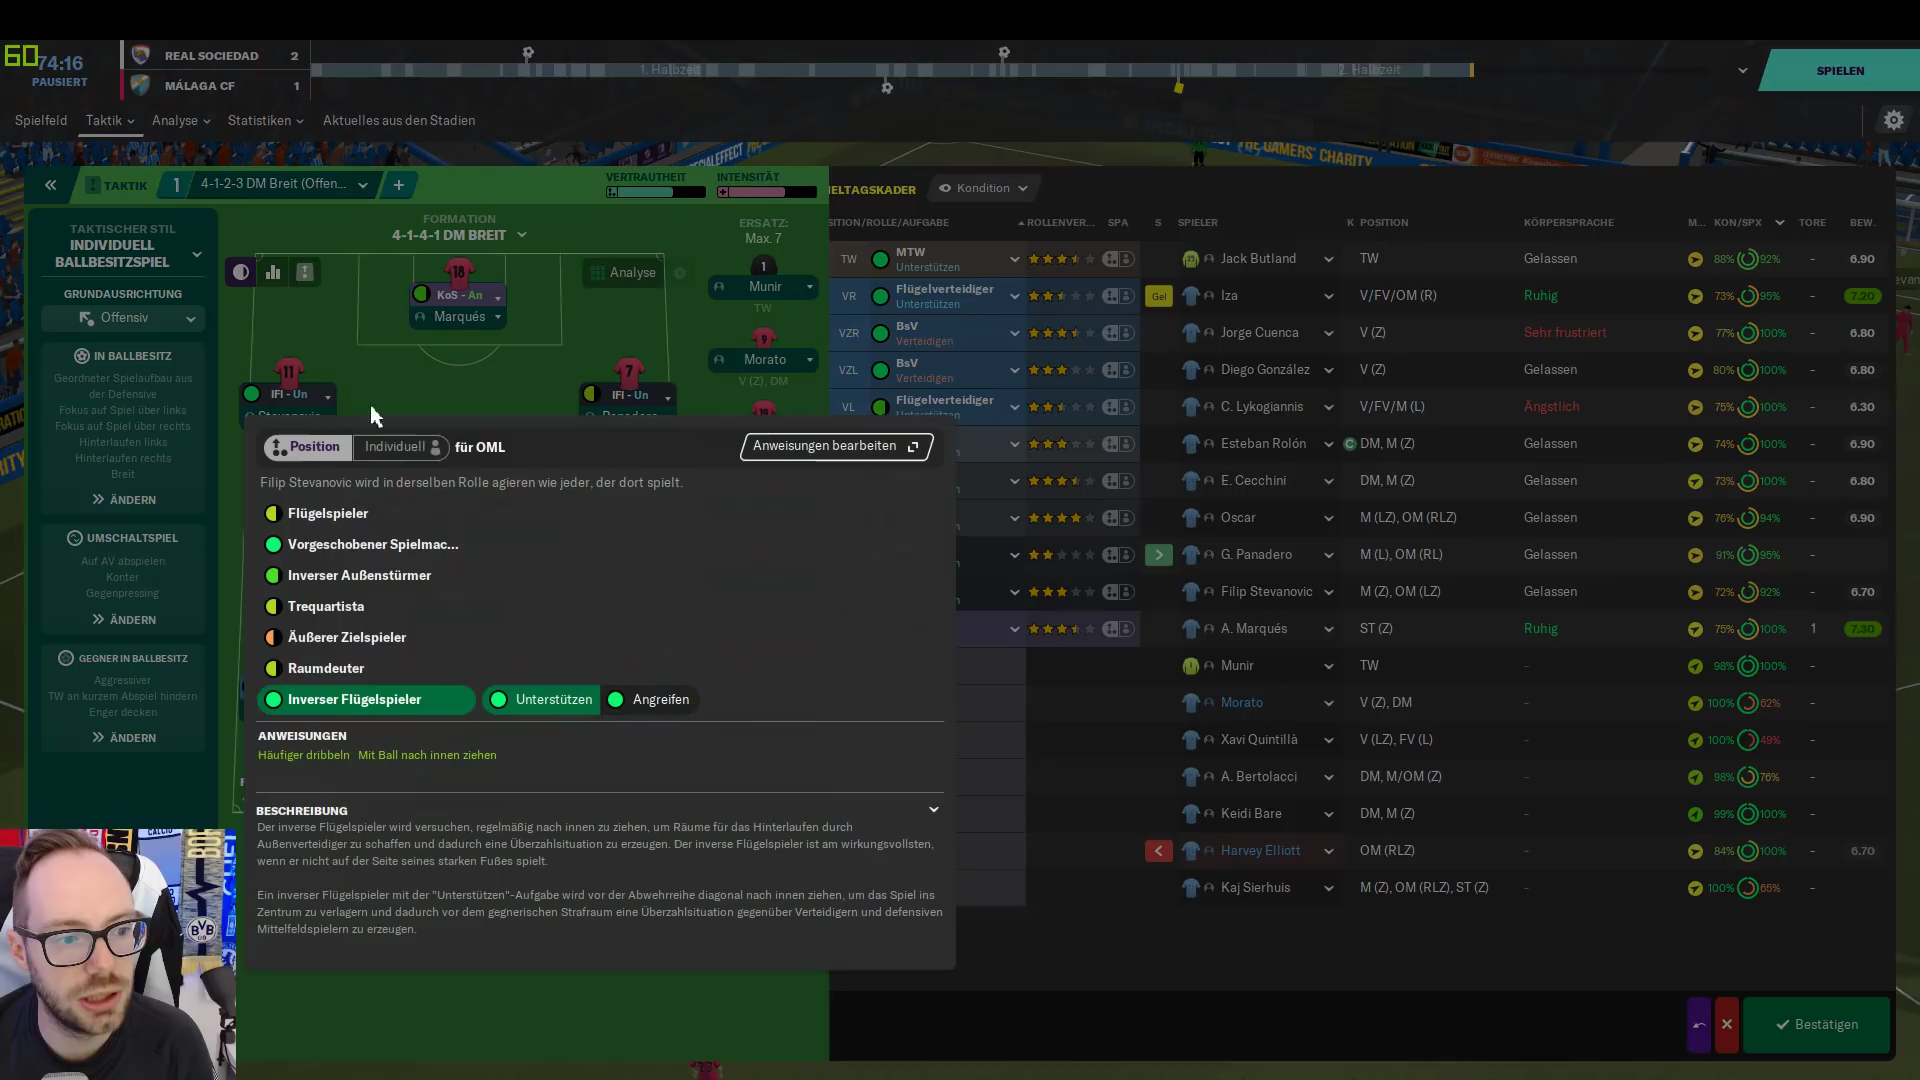 60
74:16
PAUSIERT
REAL SOCIEDAD 2
MÁLAGA CF 1
1. Halbzeit
2. Halbzeit
SPIELEN
Spielfeld Taktik Analyse Statistiken Aktuelles aus den Stadien
THE GAMERS' CHARITY
TAKTIK 1 4-1-2-3 DM Breit (Offen... +
VERTRAUTHEIT INTENSITÄT
IELTAGSKADER Kondition
TAKTISCHER STIL
INDIVIDUELL
BALLBESITZSPIEL
GRUNDAUSRICHTUNG
Offensiv
IN BALLBESITZ
Geordneter Spielaufbau aus
der Defensive
Fokus auf Spiel über links
Fokus auf Spiel über rechts
Hinterlaufen links
Hinterlaufen rechts
Breit
ÄNDERN
UMSCHALTSPIEL
Auf AV abspielen
Konter
Gegenpressing
ÄNDERN
GEGNER IN BALLBESITZ
Aggressiver
TW an kurzem Abspiel hindern
Enger decken
ÄNDERN
FORMATION
4-1-4-1 DM BREIT
ERSATZ:
Max. 7
Analyse
18
KoS - An
Marqués
11
IFI - Un
Stevanovic
7
IFI - Un
Panadero
1
Munir
TW
9
Morato
V (Z), DM
19
SITION/ROLLE/AUFGABE ROLLENVER... SPA S SPIELER K POSITION KÖRPERSPRACHE M... KON/SPX TORE BEW.
TW MTW Unterstützen Jack Butland TW Gelassen 88% 92% - 6.90
VR Flügelverteidiger Unterstützen Gel Iza V/FV/OM (R) Ruhig 73% 95% - 7.20
VZR BsV Verteidigen Jorge Cuenca V (Z) Sehr frustriert 77% 100% - 6.80
VZL BsV Verteidigen Diego González V (Z) Gelassen 80% 100% - 6.80
VL Flügelverteidiger Unterstützen C. Lykogiannis V/FV/M (L) Ängstlich 75% 100% - 6.30
Esteban Rolón C DM, M (Z) Gelassen 74% 100% - 6.90
E. Cecchini DM, M (Z) Gelassen 73% 100% - 6.80
Oscar M (LZ), OM (RLZ) Gelassen 76% 94% - 6.90
G. Panadero M (L), OM (RL) Gelassen 91% 95% -
Filip Stevanovic M (Z), OM (LZ) Gelassen 72% 92% - 6.70
A. Marqués ST (Z) Ruhig 75% 100% 1 7.30
Munir TW - 98% 100% -
Morato V (Z), DM - 100% 62% -
Xavi Quintillà V (LZ), FV (L) - 100% 49% -
A. Bertolacci DM, M/OM (Z) - 98% 76% -
Keidi Bare DM, M (Z) - 99% 100% -
Harvey Elliott OM (RLZ) - 84% 100% - 6.70
Kaj Sierhuis M (Z), OM (RLZ), ST (Z) - 100% 65% -
Position Individuell für OML
Anweisungen bearbeiten
Filip Stevanovic wird in derselben Rolle agieren wie jeder, der dort spielt.
Flügelspieler
Vorgeschobener Spielmac...
Inverser Außenstürmer
Trequartista
Äußerer Zielspieler
Raumdeuter
Inverser Flügelspieler Unterstützen Angreifen
ANWEISUNGEN
Häufiger dribbeln Mit Ball nach innen ziehen
BESCHREIBUNG
Der inverse Flügelspieler wird versuchen, regelmäßig nach innen zu ziehen, um Räume für das Hinterlaufen durch
Außenverteidiger zu schaffen und dadurch eine Überzahlsituation zu erzeugen. Der inverse Flügelspieler ist am wirkungsvollsten,
wenn er nicht auf der Seite seines starken Fußes spielt.
Ein inverser Flügelspieler mit der "Unterstützen"-Aufgabe wird vor der Abwehrreihe diagonal nach innen ziehen, um das Spiel ins
Zentrum zu verlagern und dadurch vor dem gegnerischen Strafraum eine Überzahlsituation gegenüber Verteidigern und defensiven
Mittelfeldspielern zu erzeugen.
BVB
09
Bestätigen